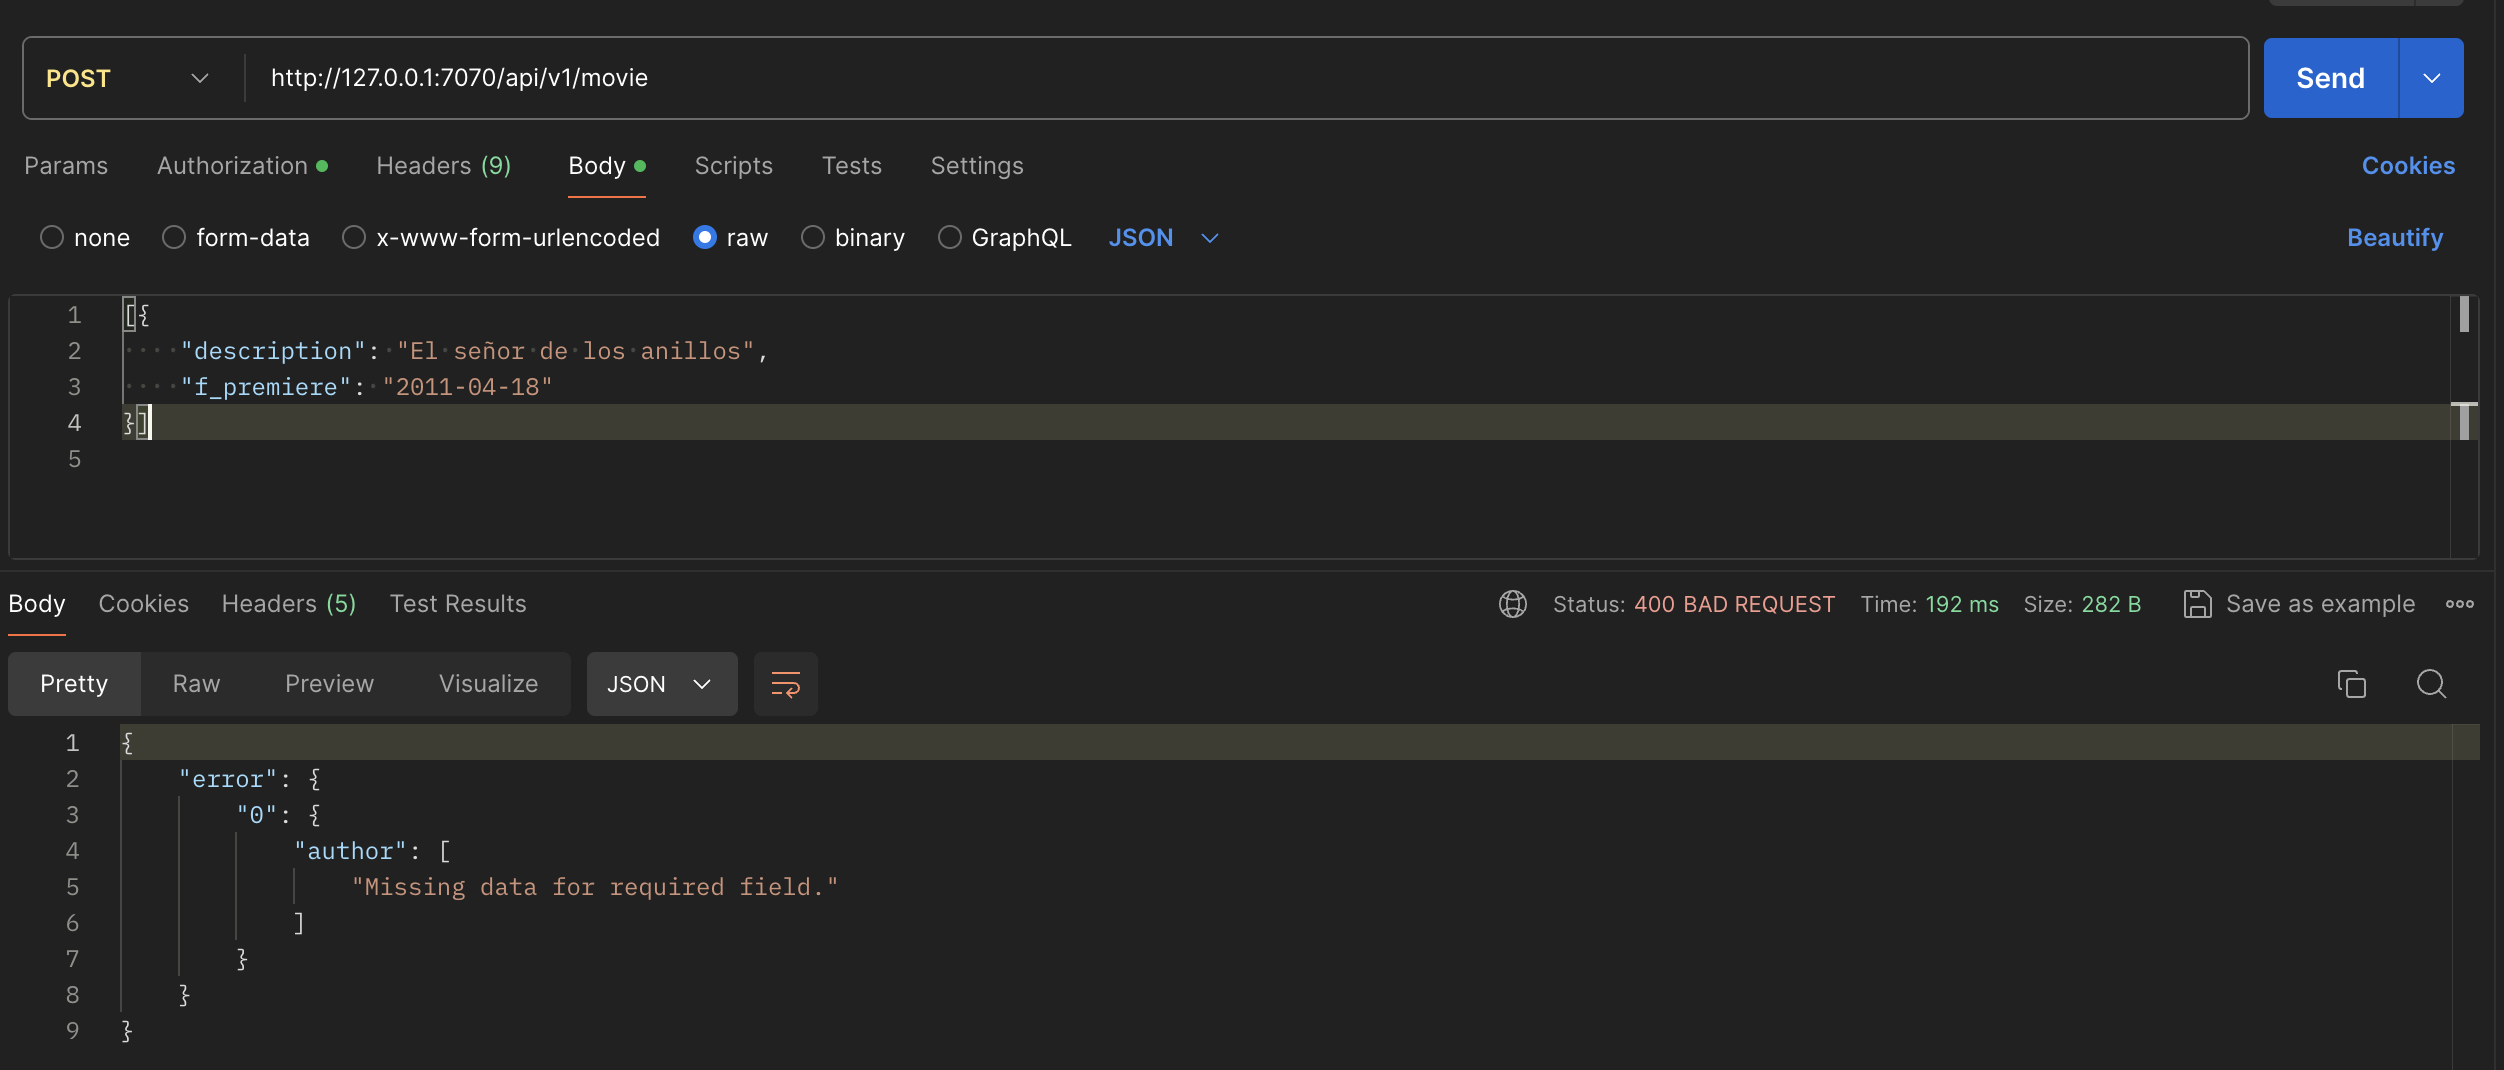 POST http://127.0.0.1:7070/api/v1/movie Send
Params Authorization Headers (9) Body Scripts Tests Settings Cookies
none form-data x-www-form-urlencoded raw binary GraphQL JSON Beautify
1 [{
2 "description": "El señor de los anillos",
3 "f_premiere": "2011-04-18"
4 }]
5
Body Cookies Headers (5) Test Results Status: 400 BAD REQUEST Time: 192 ms Size: 282 B Save as example
Pretty Raw Preview Visualize JSON
1 {
2 "error": {
3 "0": {
4 "author": [
5 "Missing data for required field."
6 ]
7 }
8 }
9 }